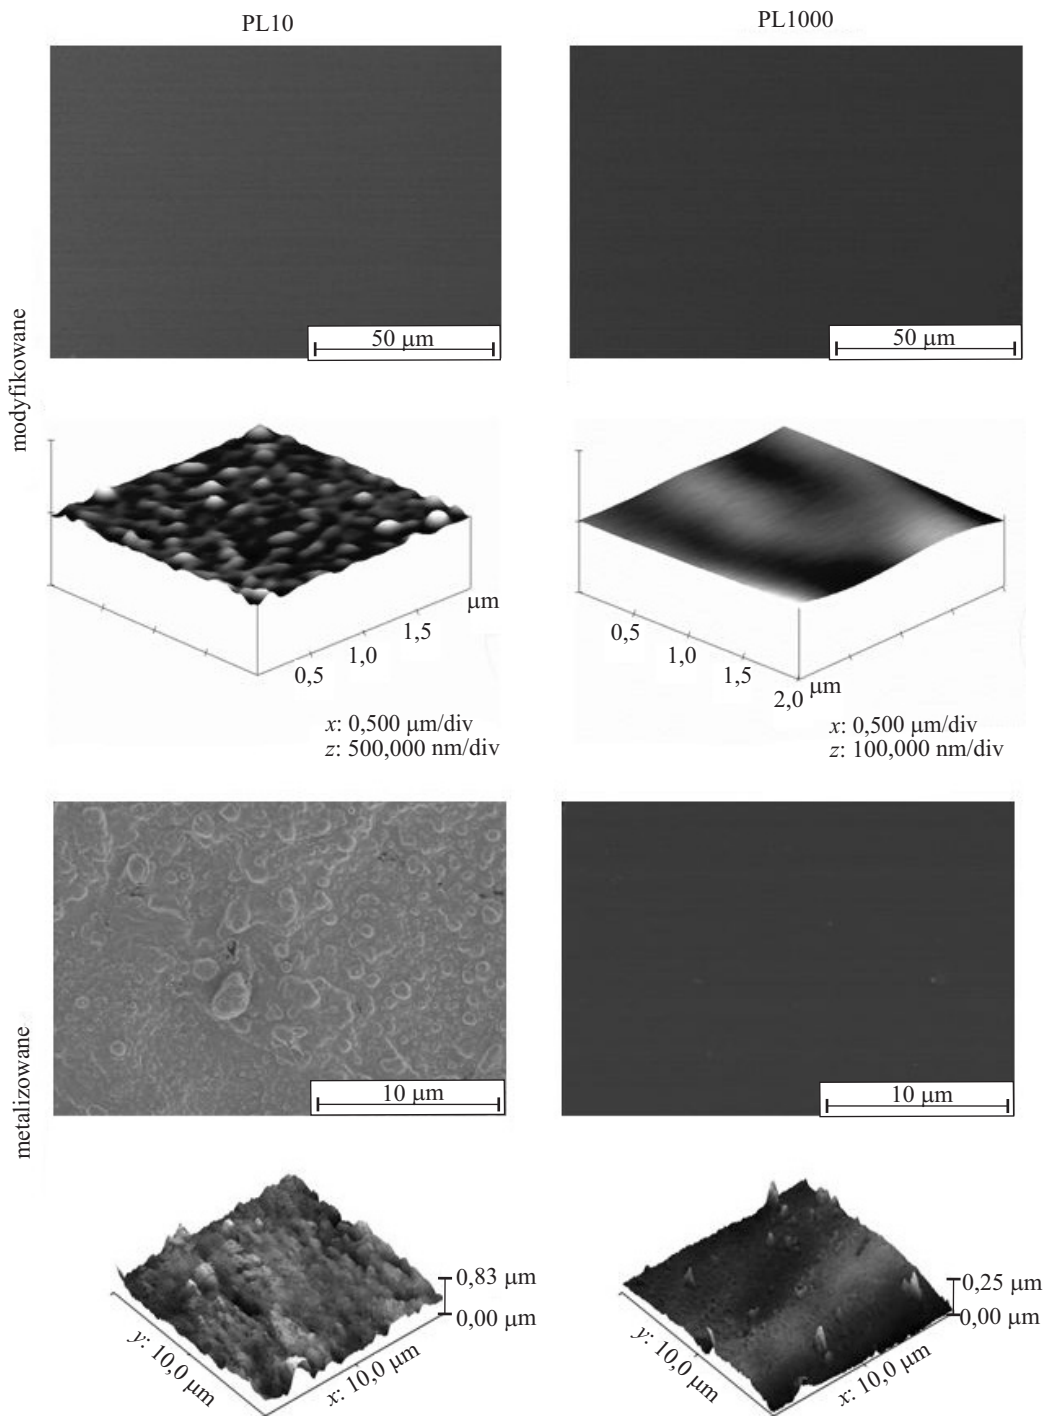 PL10
PL1000
modyfikowane
50 μm
50 μm
μm
1,5
1,0
0,5
0,5
1,0
1,5
2,0
μm
x: 0,500 μm/div
z: 500,000 nm/div
x: 0,500 μm/div
z: 100,000 nm/div
metalizowane
10 μm
10 μm
0,83 μm
0,00 μm
y: 10,0 μm
x: 10,0 μm
0,25 μm
0,00 μm
y: 10,0 μm
x: 10,0 μm